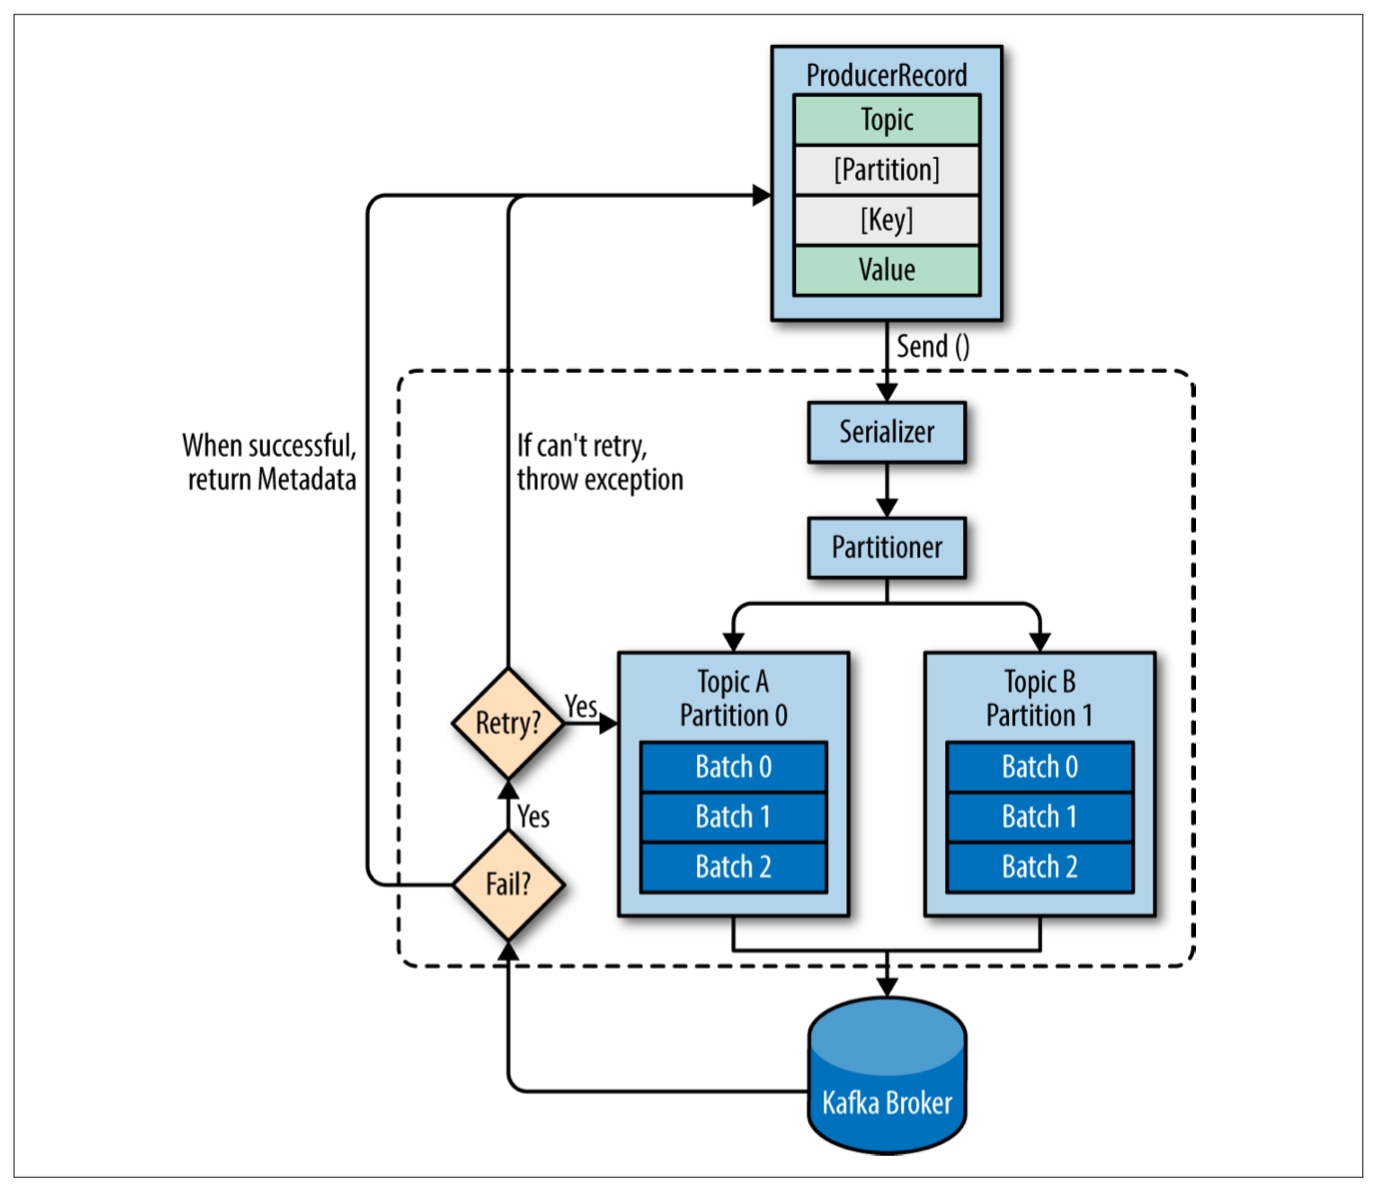 ProducerRecord
Topic
[Partition]
[Key]
Value
Send ()
Serializer
When successful,
return Metadata
If can't retry,
throw exception
Partitioner
Topic A
Partition 0
Batch 0
Batch 1
Batch 2
Topic B
Partition 1
Batch 0
Batch 1
Batch 2
Retry?
Yes
Yes
Fail?
Kafka Broker